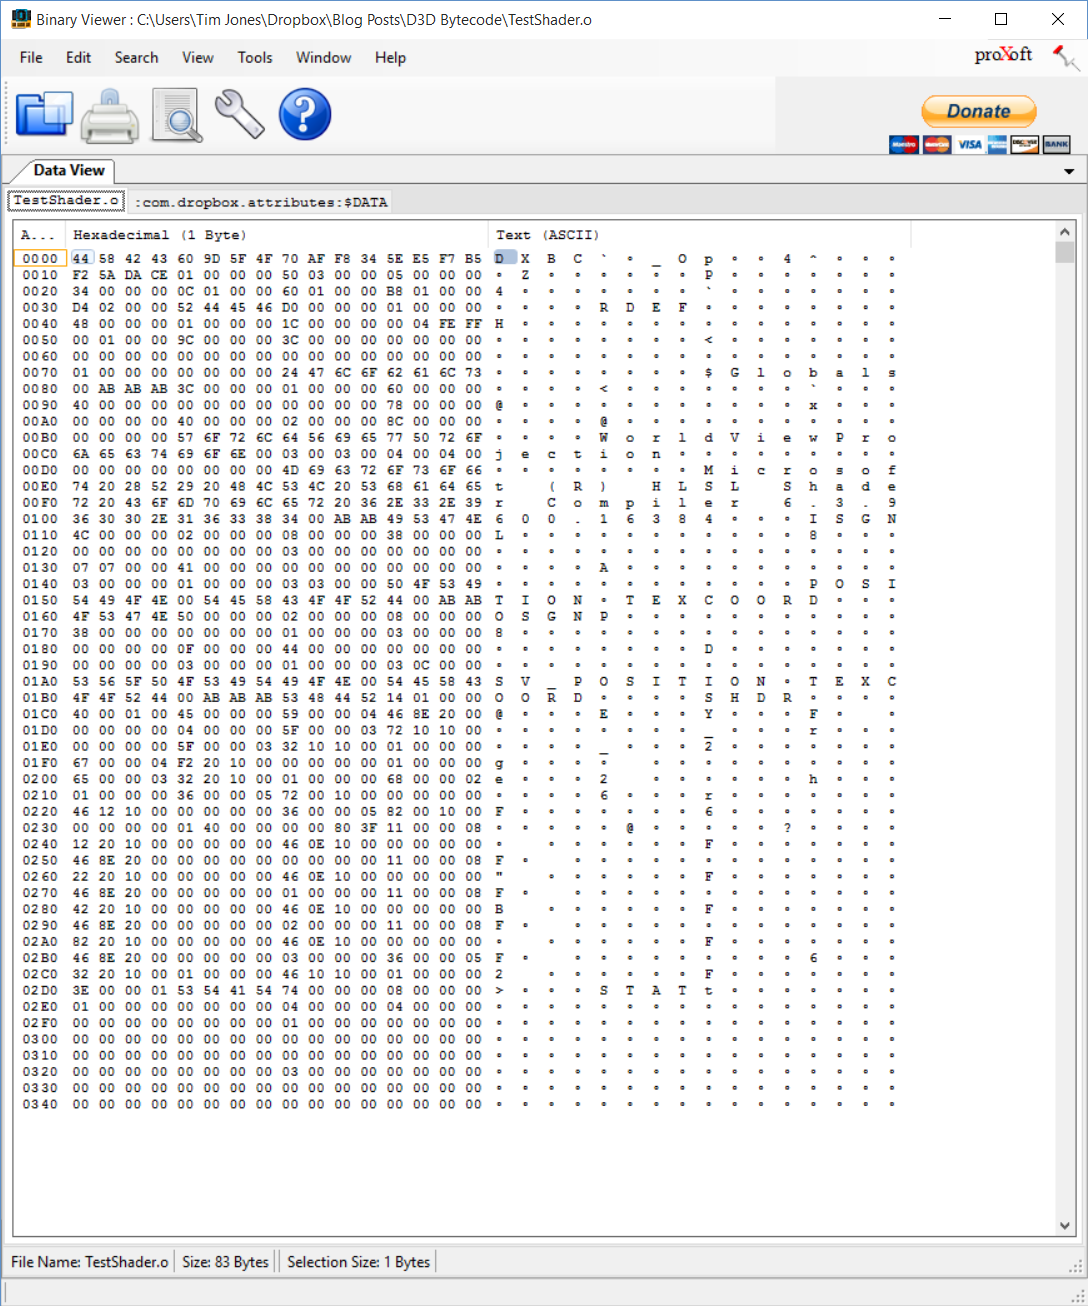 Binary Viewer : C:\Users\Tim Jones\Dropbox\Blog Posts\D3D Bytecode\TestShader.o
File Edit Search View Tools Window Help
proXoft
Donate
Maestro MasterCard VISA DISCOVER BANK
Data View
TestShader.o :com.dropbox.attributes:$DATA
A... Hexadecimal (1 Byte) Text (ASCII)
0000 44 58 42 43 60 9D 5F 4F 70 AF F8 34 5E E5 F7 B5 D X B C ` _ O p 4 ^
0010 F2 5A DA CE 01 00 00 00 50 03 00 00 05 00 00 00 Z P
0020 34 00 00 00 0C 01 00 00 60 01 00 00 B8 01 00 00 4 `
0030 D4 02 00 00 52 44 45 46 D0 00 00 00 01 00 00 00 R D E F
0040 48 00 00 00 01 00 00 00 1C 00 00 00 00 04 FE FF H
0050 00 01 00 00 9C 00 00 00 3C 00 00 00 00 00 00 00 <
0060 00 00 00 00 00 00 00 00 00 00 00 00 00 00 00 00
0070 01 00 00 00 00 00 00 00 24 47 6C 6F 62 61 6C 73 $ G l o b a l s
0080 00 AB AB AB 3C 00 00 00 01 00 00 00 60 00 00 00 < `
0090 40 00 00 00 00 00 00 00 00 00 00 00 78 00 00 00 @ x
00A0 00 00 00 00 40 00 00 00 02 00 00 00 8C 00 00 00 @
00B0 00 00 00 00 57 6F 72 6C 64 56 69 65 77 50 72 6F W o r l d V i e w P r o
00C0 6A 65 63 74 69 6F 6E 00 03 00 03 00 04 00 04 00 j e c t i o n
00D0 00 00 00 00 00 00 00 00 4D 69 63 72 6F 73 6F 66 M i c r o s o f
00E0 74 20 28 52 29 20 48 4C 53 4C 20 53 68 61 64 65 t ( R ) H L S L S h a d e
00F0 72 20 43 6F 6D 70 69 6C 65 72 20 36 2E 33 2E 39 r C o m p i l e r 6 . 3 . 9
0100 36 30 30 2E 31 36 33 38 34 00 AB AB 49 53 47 4E 6 0 0 . 1 6 3 8 4 I S G N
0110 4C 00 00 00 02 00 00 00 08 00 00 00 38 00 00 00 L 8
0120 00 00 00 00 00 00 00 00 03 00 00 00 00 00 00 00
0130 07 07 00 00 41 00 00 00 00 00 00 00 00 00 00 00 A
0140 03 00 00 00 01 00 00 00 03 03 00 00 50 4F 53 49 P O S I
0150 54 49 4F 4E 00 54 45 58 43 4F 4F 52 44 00 AB AB T I O N T E X C O O R D
0160 4F 53 47 4E 50 00 00 00 02 00 00 00 08 00 00 00 O S G N P
0170 38 00 00 00 00 00 00 00 01 00 00 00 03 00 00 00 8
0180 00 00 00 00 0F 00 00 00 44 00 00 00 00 00 00 00 D
0190 00 00 00 00 03 00 00 00 01 00 00 00 03 0C 00 00
01A0 53 56 5F 50 4F 53 49 54 49 4F 4E 00 54 45 58 43 S V _ P O S I T I O N T E X C
01B0 4F 4F 52 44 00 AB AB AB 53 48 44 52 14 01 00 00 O O R D S H D R
01C0 40 00 01 00 45 00 00 00 59 00 00 04 46 8E 20 00 @ E Y F
01D0 00 00 00 00 04 00 00 00 5F 00 00 03 72 10 10 00 _ r
01E0 00 00 00 00 5F 00 00 03 32 10 10 00 01 00 00 00 _ 2
01F0 67 00 00 04 F2 20 10 00 00 00 00 00 01 00 00 00 g
0200 65 00 00 03 32 20 10 00 01 00 00 00 68 00 00 02 e 2 h
0210 01 00 00 00 36 00 00 05 72 00 10 00 00 00 00 00 6 r
0220 46 12 10 00 00 00 00 00 36 00 00 05 82 00 10 00 F 6
0230 00 00 00 00 01 40 00 00 00 00 80 3F 11 00 00 08 @ ?
0240 12 20 10 00 00 00 00 00 46 0E 10 00 00 00 00 00 F
0250 46 8E 20 00 00 00 00 00 00 00 00 00 11 00 00 08 F
0260 22 20 10 00 00 00 00 00 46 0E 10 00 00 00 00 00 " F
0270 46 8E 20 00 00 00 00 00 01 00 00 00 11 00 00 08 F
0280 42 20 10 00 00 00 00 00 46 0E 10 00 00 00 00 00 B F
0290 46 8E 20 00 00 00 00 00 02 00 00 00 11 00 00 08 F
02A0 82 20 10 00 00 00 00 00 46 0E 10 00 00 00 00 00 F
02B0 46 8E 20 00 00 00 00 00 03 00 00 00 36 00 00 05 F 6
02C0 32 20 10 00 01 00 00 00 46 10 10 00 01 00 00 00 2 F
02D0 3E 00 00 01 53 54 41 54 74 00 00 00 08 00 00 00 > S T A T t
02E0 01 00 00 00 00 00 00 00 04 00 00 00 04 00 00 00
02F0 00 00 00 00 00 00 00 00 01 00 00 00 00 00 00 00
0300 00 00 00 00 00 00 00 00 00 00 00 00 00 00 00 00
0310 00 00 00 00 00 00 00 00 00 00 00 00 00 00 00 00
0320 00 00 00 00 00 00 00 00 03 00 00 00 00 00 00 00
0330 00 00 00 00 00 00 00 00 00 00 00 00 00 00 00 00
0340 00 00 00 00 00 00 00 00 00 00 00 00 00 00 00 00
File Name: TestShader.o Size: 83 Bytes Selection Size: 1 Bytes